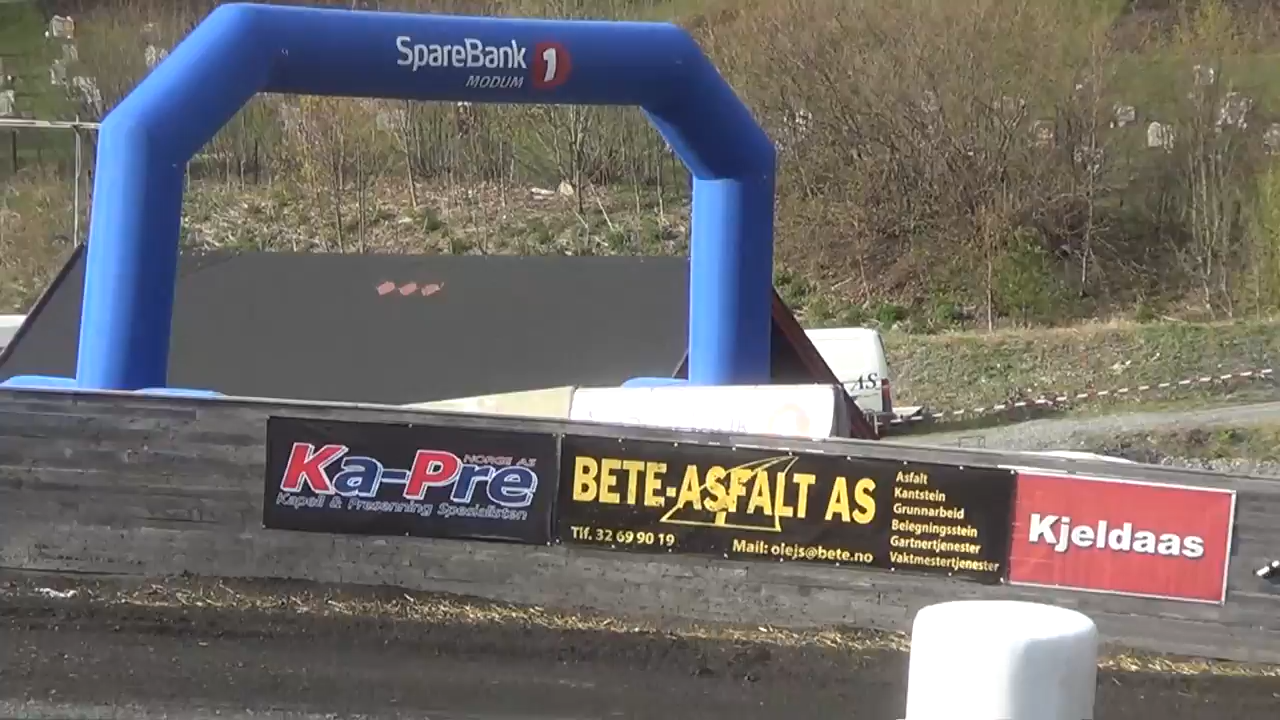 SpareBank 1
MODUM
AS
Ka-Pre
NORGE AS
Kapell & Presenning Spesialisten
BETE-ASFALT AS
Tlf. 32 69 90 19
Mail: olejs@bete.no
Asfalt
Kantstein
Grunnarbeid
Belegningsstein
Gartnertjenester
Vaktmestertjenester
Kjeldaas